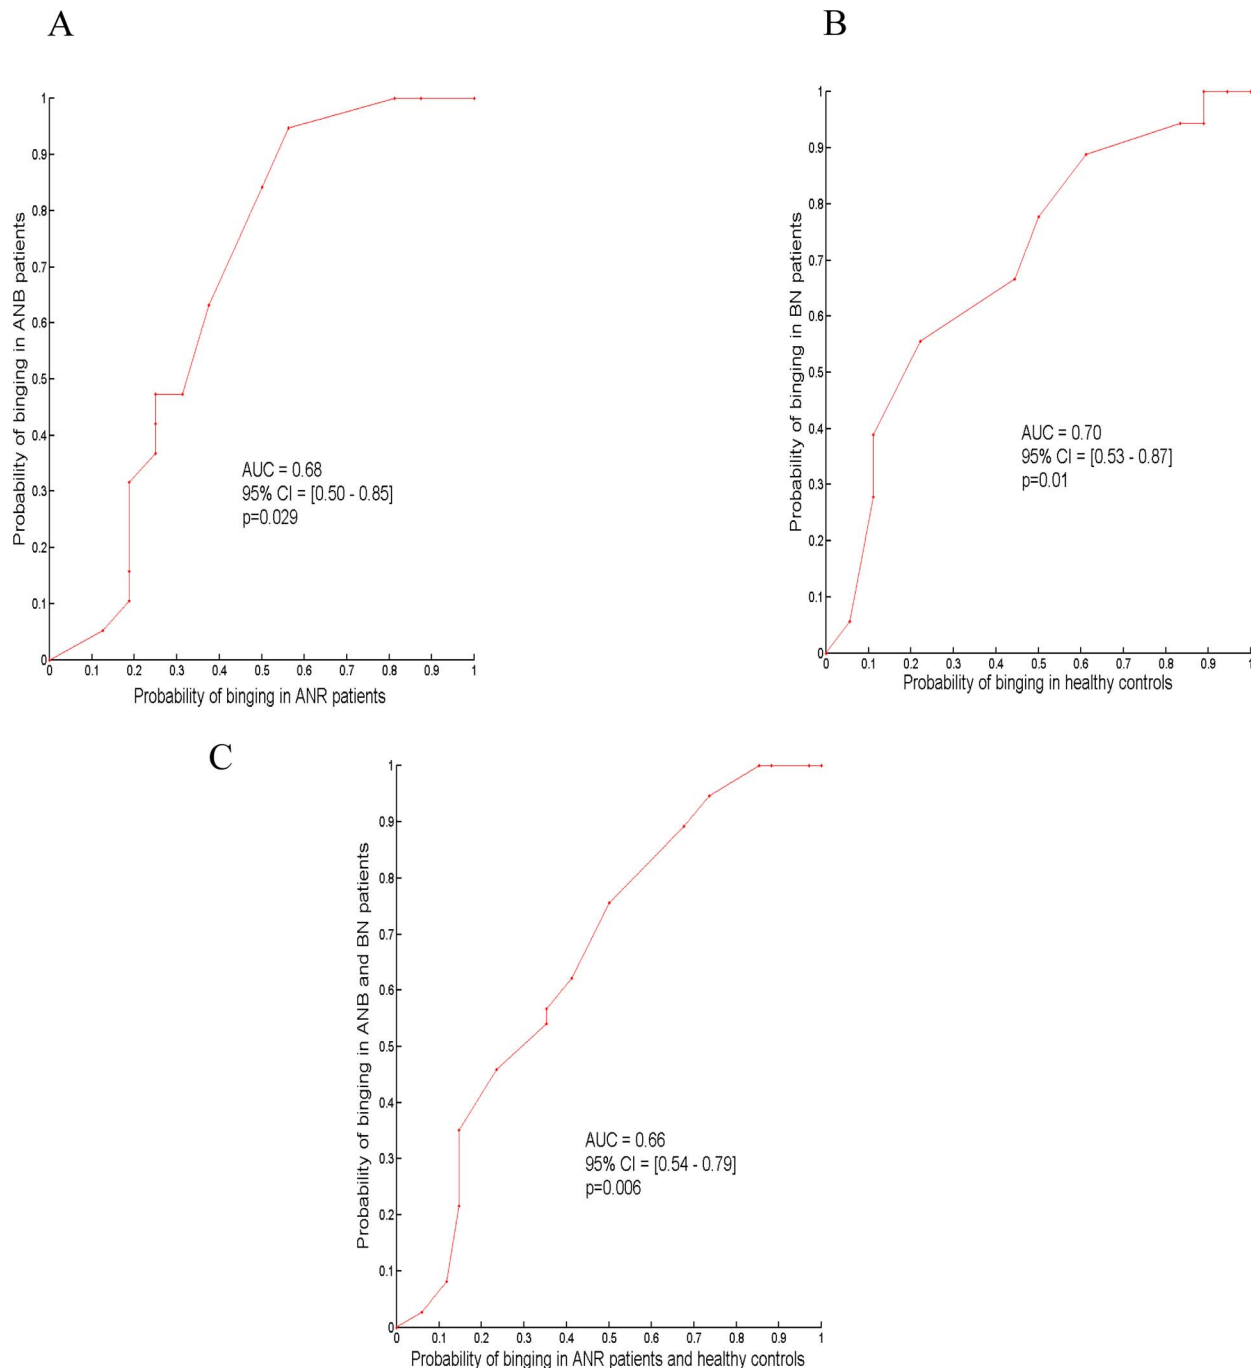 A
1
0.9
0.8
0.7
0.6
0.5
0.4
0.3
0.2
0.1
0
Probability of binging in ANB patients
AUC = 0.68
95% CI = [0.50 - 0.85]
p=0.029
0 0.1 0.2 0.3 0.4 0.5 0.6 0.7 0.8 0.9 1
Probability of binging in ANR patients
B
1
0.9
0.8
0.7
0.6
0.5
0.4
0.3
0.2
0.1
0
Probability of binging in BN patients
AUC = 0.70
95% CI = [0.53 - 0.87]
p=0.01
0 0.1 0.2 0.3 0.4 0.5 0.6 0.7 0.8 0.9 1
Probability of binging in healthy controls
C
1
0.9
0.8
0.7
0.6
0.5
0.4
0.3
0.2
0.1
0
Probability of binging in ANB and BN patients
AUC = 0.66
95% CI = [0.54 - 0.79]
p=0.006
0 0.1 0.2 0.3 0.4 0.5 0.6 0.7 0.8 0.9 1
Probability of binging in ANR patients and healthy controls